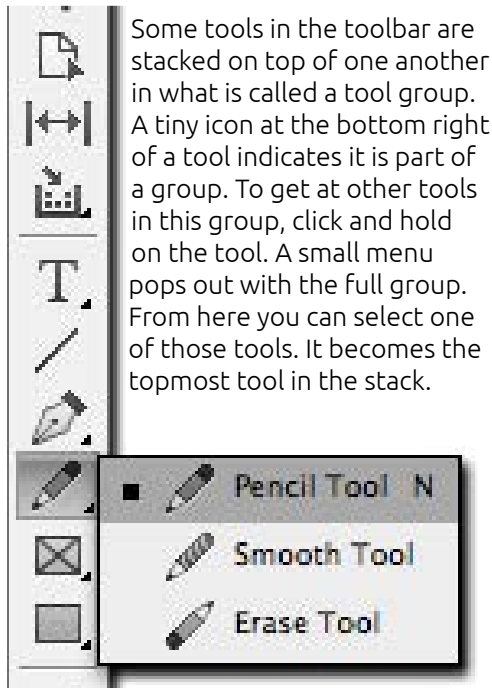 Some tools in the toolbar are
stacked on top of one another
in what is called a tool group.
A tiny icon at the bottom right
of a tool indicates it is part of
a group. To get at other tools
in this group, click and hold
on the tool. A small menu
pops out with the full group.
From here you can select one
of those tools. It becomes the
topmost tool in the stack.
T
Pencil Tool N
Smooth Tool
Erase Tool